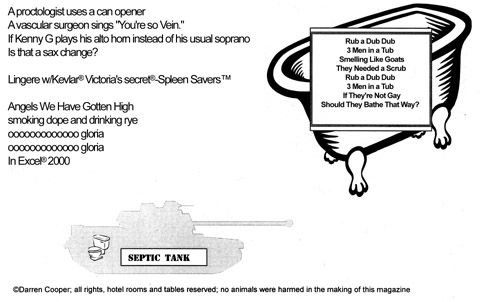 A proctologist uses a can opener
A vascular surgeon sings "You're so Vein."
If Kenny G plays his alto horn instead of his usual soprano
Is that a sax change?
Lingere w/Kevlar® Victoria's secret®-Spleen Savers™
Angels We Have Gotten High
smoking dope and drinking rye
ooooooooooooo gloria
ooooooooooooo gloria
In Excel® 2000
Rub a Dub Dub
3 Men in a Tub
Smelling Like Goats
They Needed a Scrub
Rub a Dub Dub
3 Men in a Tub
If They're Not Gay
Should They Bathe That Way?
SEPTIC TANK
©Darren Cooper; all rights, hotel rooms and tables reserved; no animals were harmed in the making of this magazine